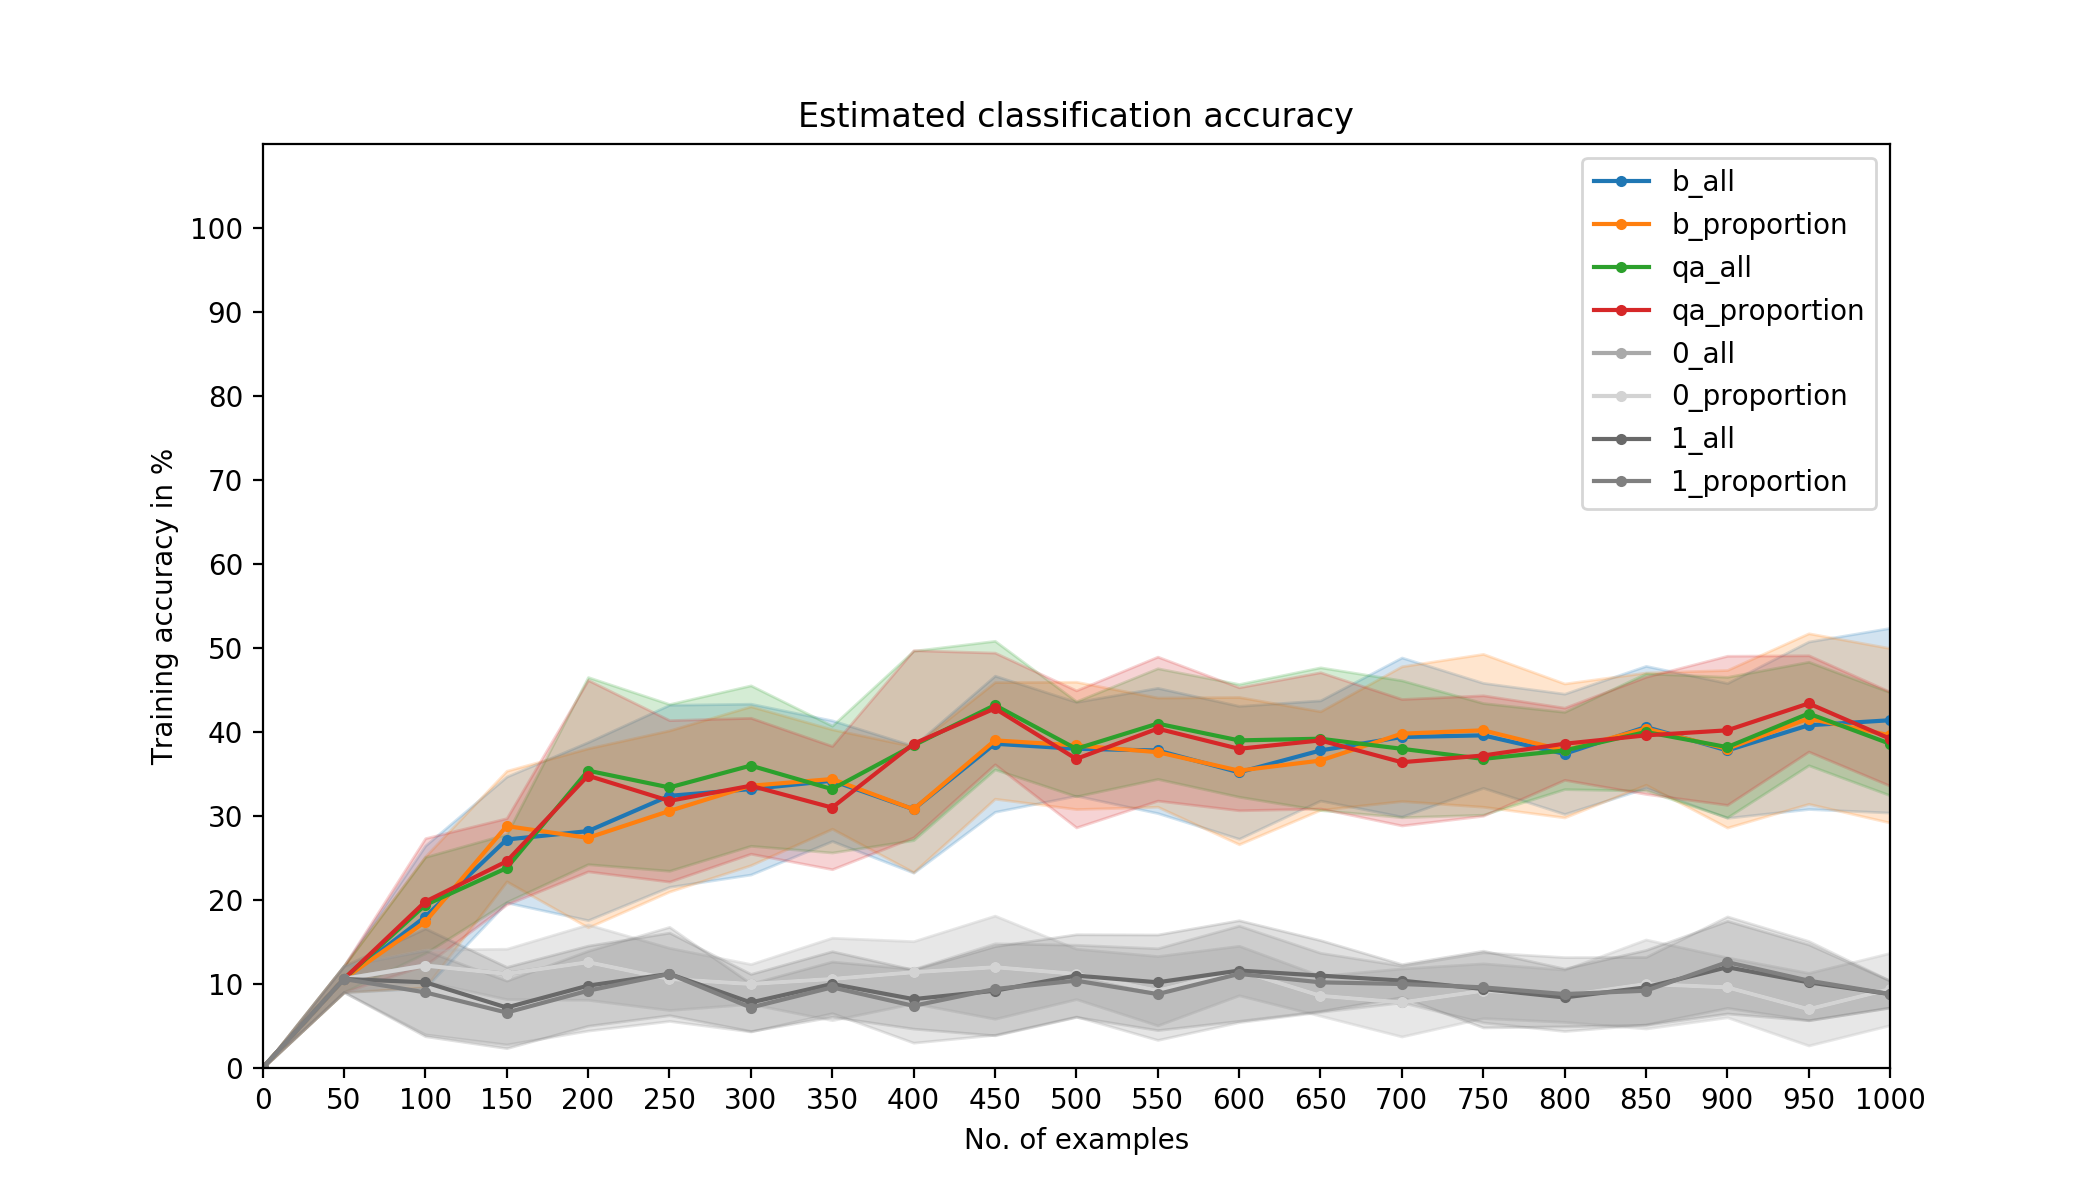 Estimated classification accuracy
b_all
b_proportion
qa_all
qa_proportion
0_all
0_proportion
1_all
1_proportion
Training accuracy in %
100
90
80
70
60
50
40
30
20
10
0
0 50 100 150 200 250 300 350 400 450 500 550 600 650 700 750 800 850 900 950 1000
No. of examples